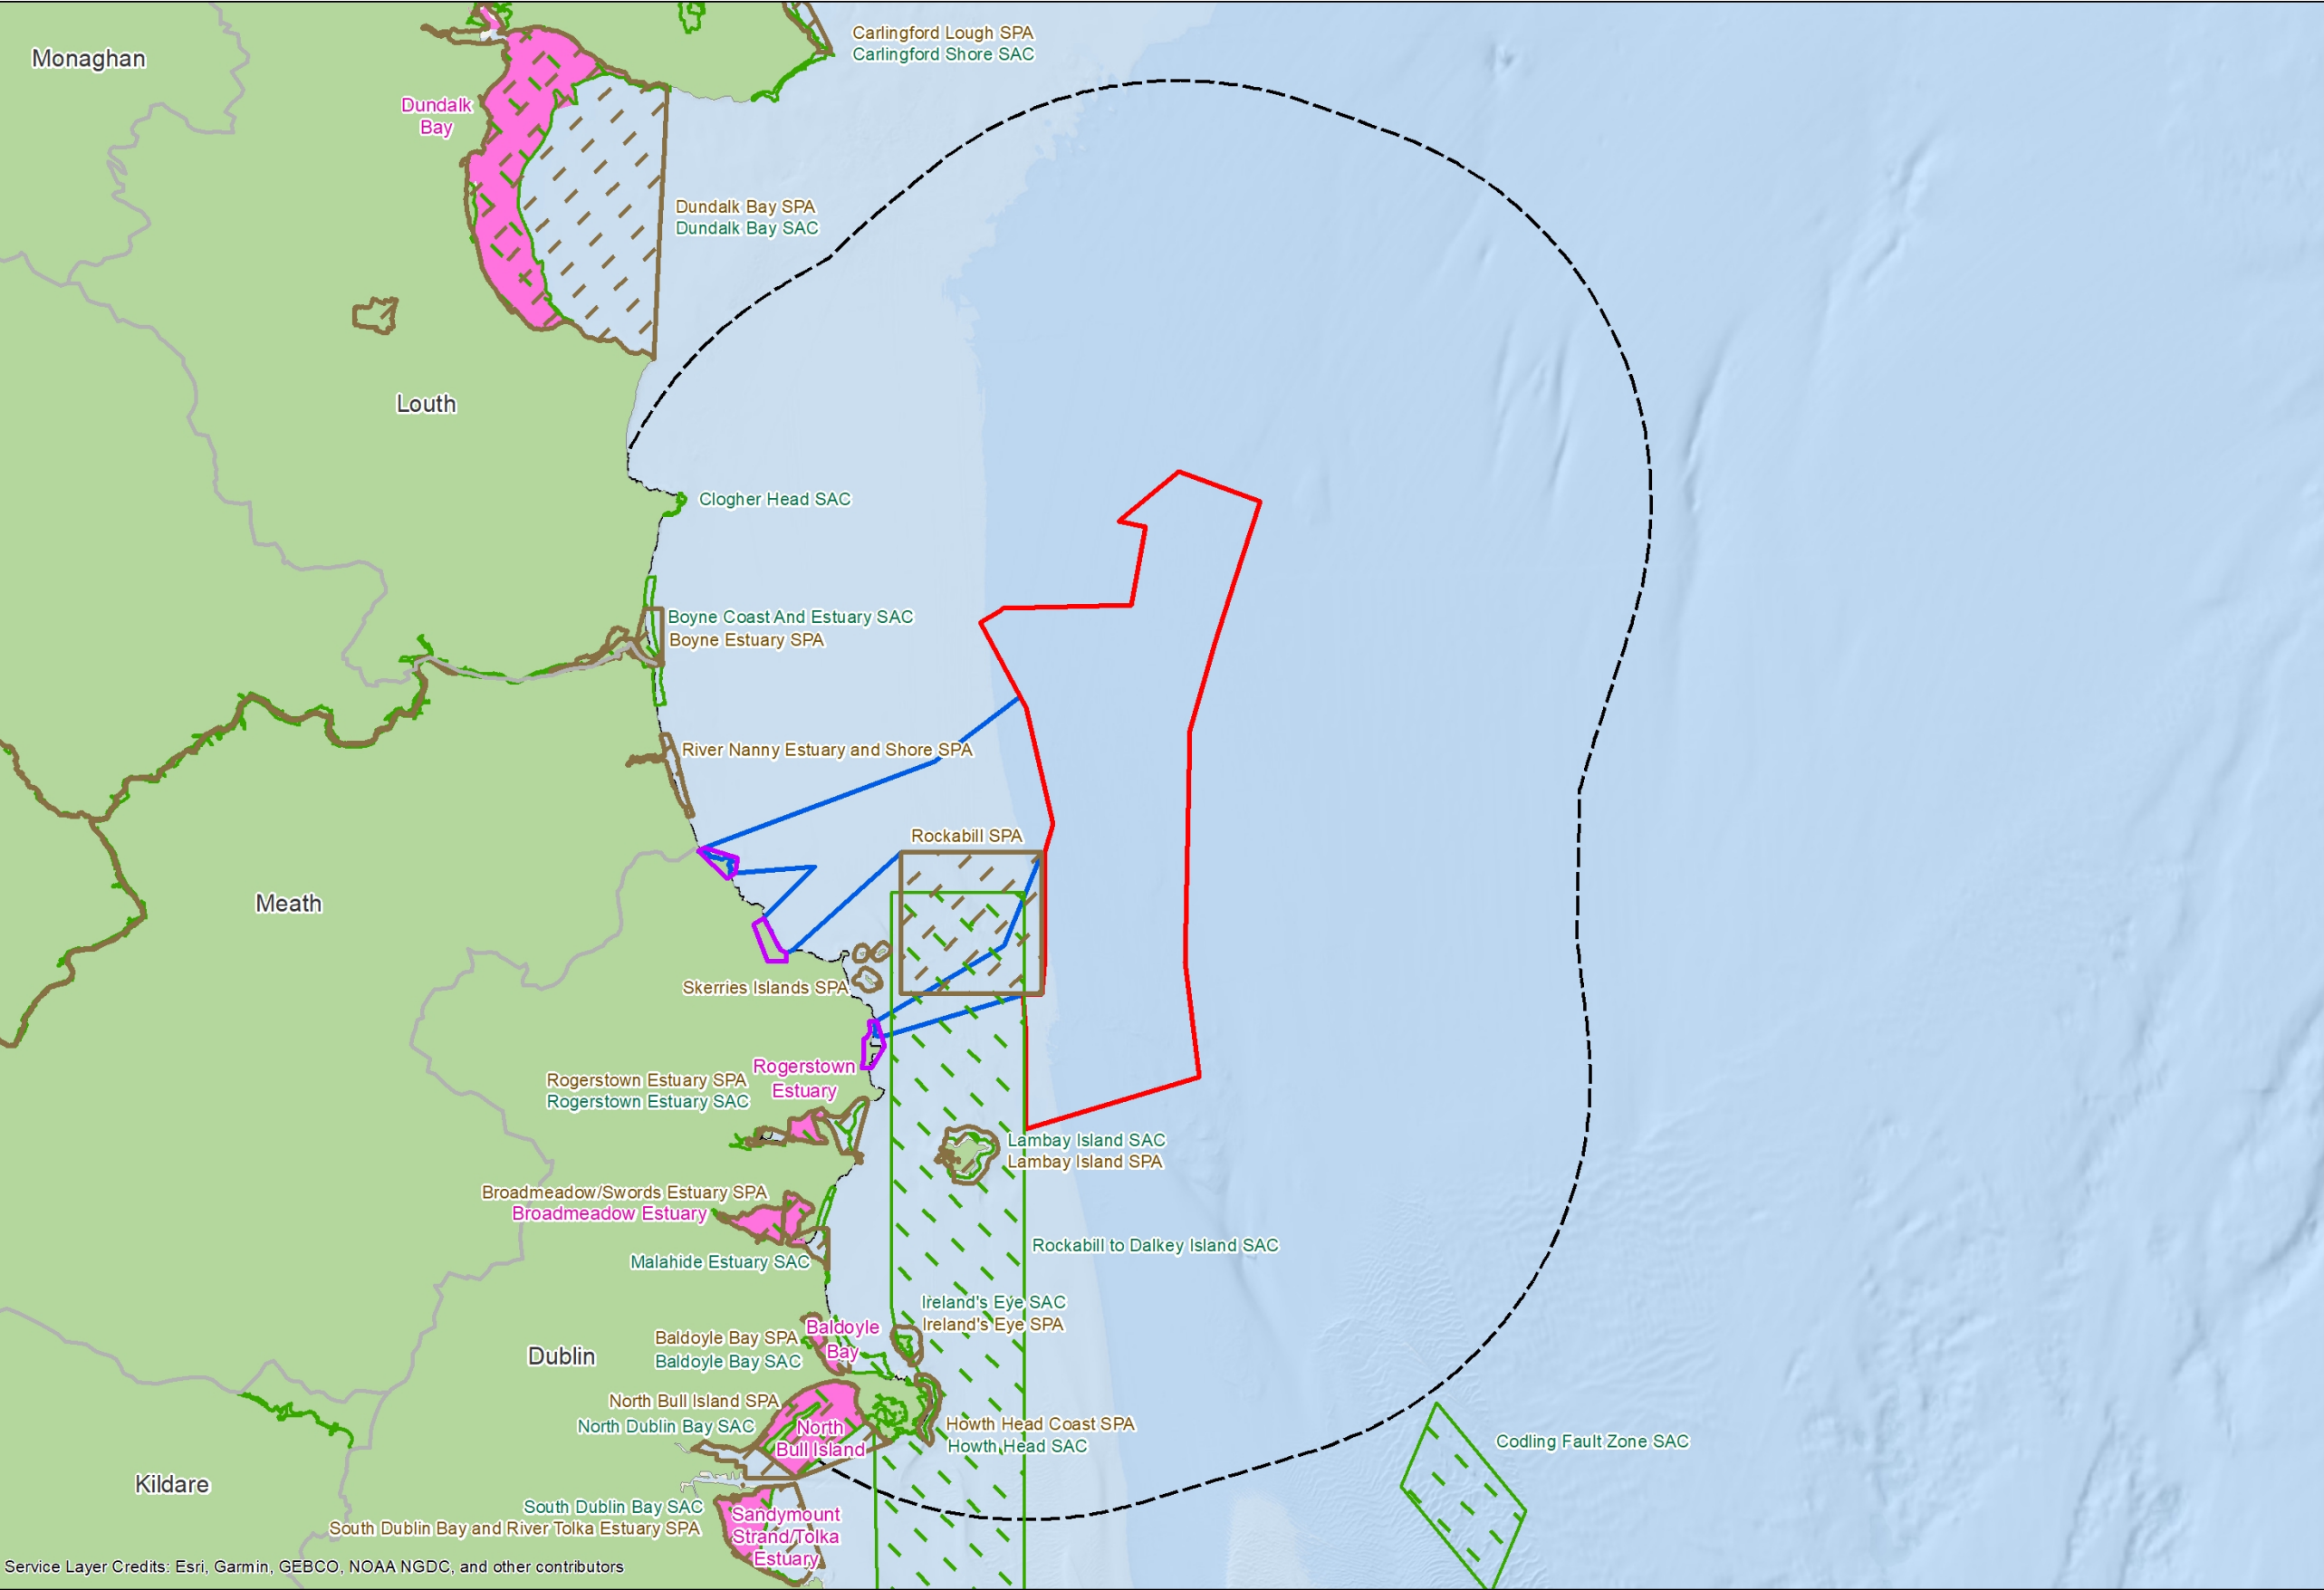 Carlingford Lough SPA
Carlingford Shore SAC
Monaghan
Dundalk
Bay
Dundalk Bay SPA
Dundalk Bay SAC
Louth
Clogher Head SAC
Boyne Coast And Estuary SAC
Boyne Estuary SPA
River Nanny Estuary and Shore SPA
Rockabill SPA
Meath
Skerries Islands SPA
Rogerstown
Estuary
Rogerstown Estuary SPA
Rogerstown Estuary SAC
Lambay Island SAC
Lambay Island SPA
Broadmeadow/Swords Estuary SPA
Broadmeadow Estuary
Malahide Estuary SAC
Rockabill to Dalkey Island SAC
Ireland's Eye SAC
Ireland's Eye SPA
Baldoyle
Bay
Baldoyle Bay SPA
Baldoyle Bay SAC
Dublin
North Bull Island SPA
North Dublin Bay SAC
North
Bull Island
Howth Head Coast SPA
Howth Head SAC
Codling Fault Zone SAC
Kildare
South Dublin Bay SAC
South Dublin Bay and River Tolka Estuary SPA
Sandymount
Strand/Tolka
Estuary
Service Layer Credits: Esri, Garmin, GEBCO, NOAA NGDC, and other contributors